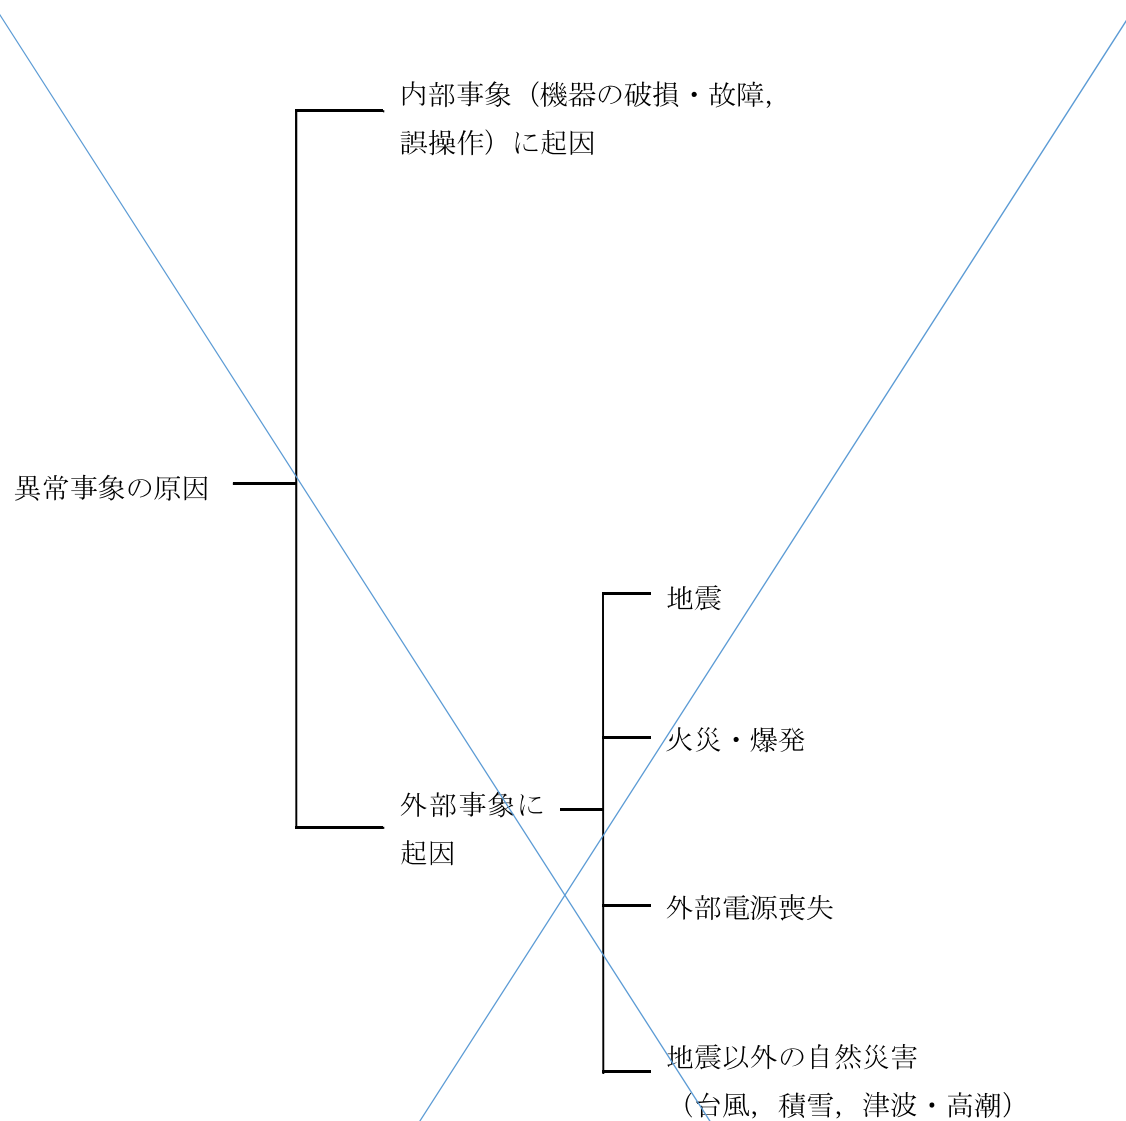 内部事象（機器の破損・故障，
誤操作）に起因
異常事象の原因
地震
火災・爆発
外部事象に
起因
外部電源喪失
地震以外の自然災害
（台風，積雪，津波・高潮）